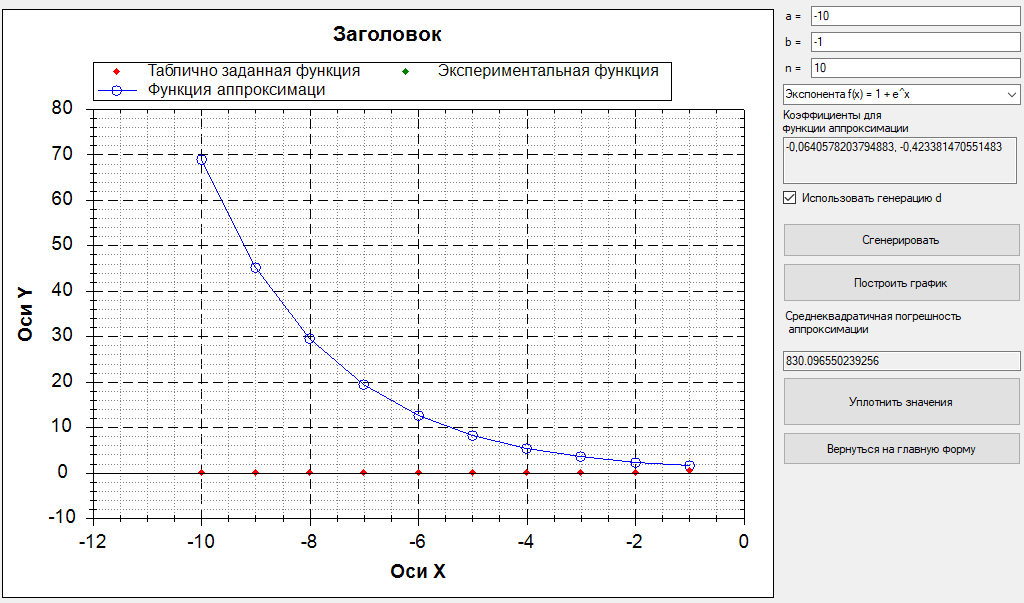 Заголовок
Таблично заданная функция
Экспериментальная функция
Функция аппроксимаци
80
70
60
50
40
30
20
10
0
-10
-12
-10
-8
-6
-4
-2
0
Оси Y
Оси X
a =
-10
b =
-1
n =
10
Экспонента f(x) = 1 + e^x
Коэффициенты для
функции аппроксимации
-0,0640578203794883, -0,423381470551483
Использовать генерацию d
Сгенерировать
Построить график
Среднеквадратичная погрешность
аппроксимации
830.096550239256
Уплотнить значения
Вернуться на главную форму